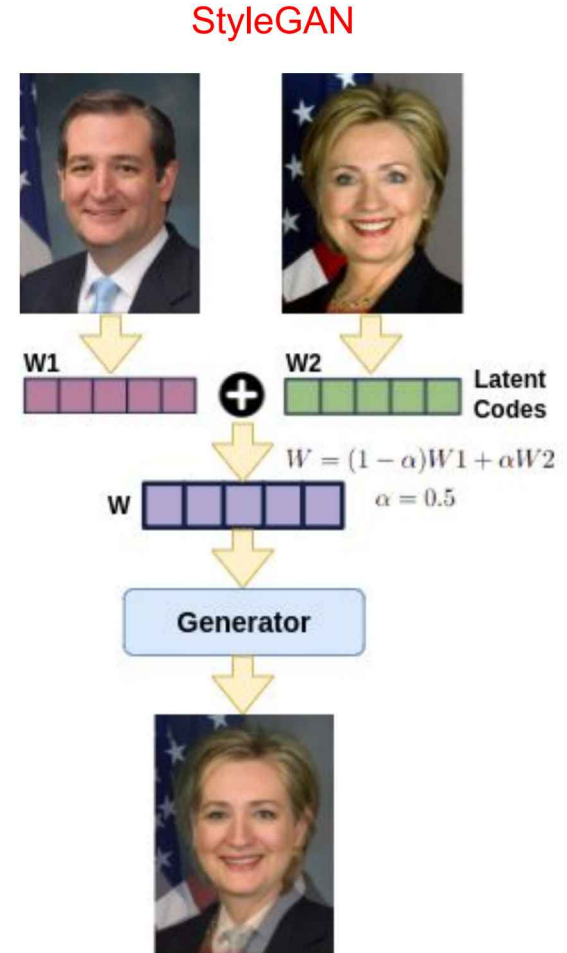 StyleGAN
W1
W2
Latent
Codes
W = (1 − α)W1 + αW2
W
α = 0.5
Generator